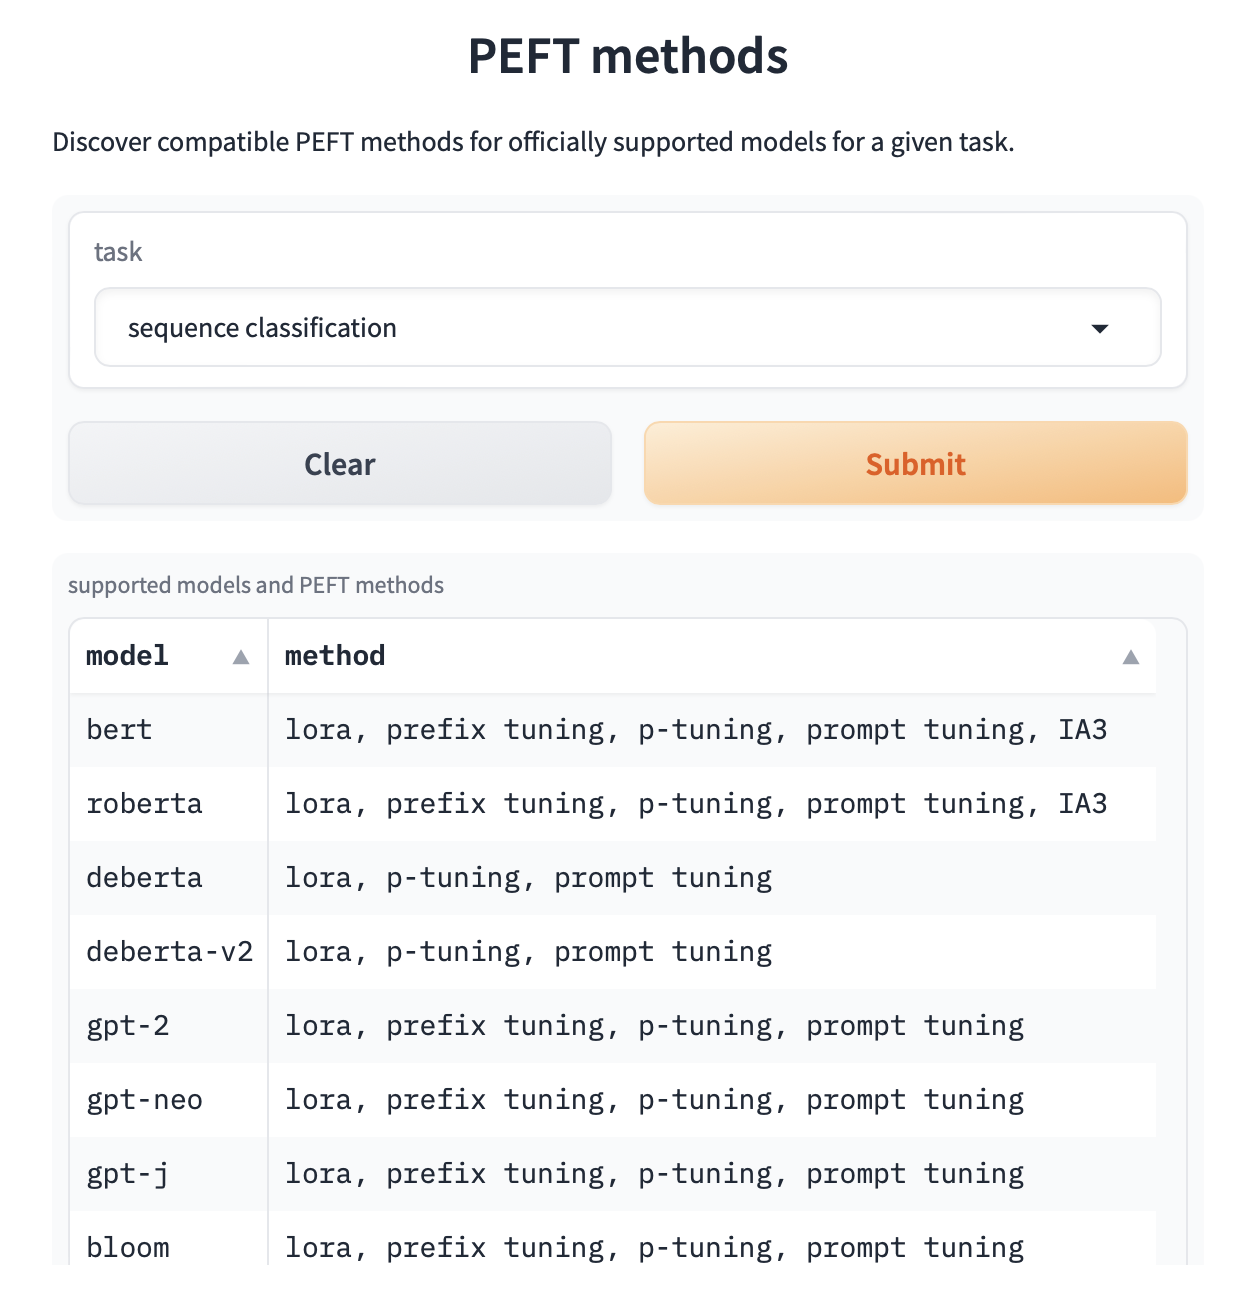 PEFT methods
Discover compatible PEFT methods for officially supported models for a given task.
task
sequence classification
Clear Submit
supported models and PEFT methods
model ▲ method ▲
bert lora, prefix tuning, p-tuning, prompt tuning, IA3
roberta lora, prefix tuning, p-tuning, prompt tuning, IA3
deberta lora, p-tuning, prompt tuning
deberta-v2 lora, p-tuning, prompt tuning
gpt-2 lora, prefix tuning, p-tuning, prompt tuning
gpt-neo lora, prefix tuning, p-tuning, prompt tuning
gpt-j lora, prefix tuning, p-tuning, prompt tuning
bloom lora, prefix tuning, p-tuning, prompt tuning